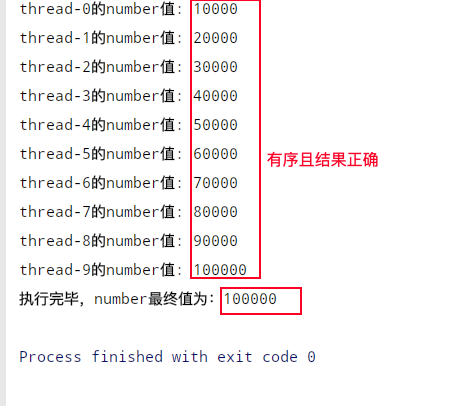 thread-0的number值: 10000
thread-1的number值: 20000
thread-2的number值: 30000
thread-3的number值: 40000
thread-4的number值: 50000
thread-5的number值: 60000
有序且结果正确
thread-6的number值: 70000
thread-7的number值: 80000
thread-8的number值: 90000
thread-9的number值: 100000
执行完毕，number最终值为：100000
Process finished with exit code 0